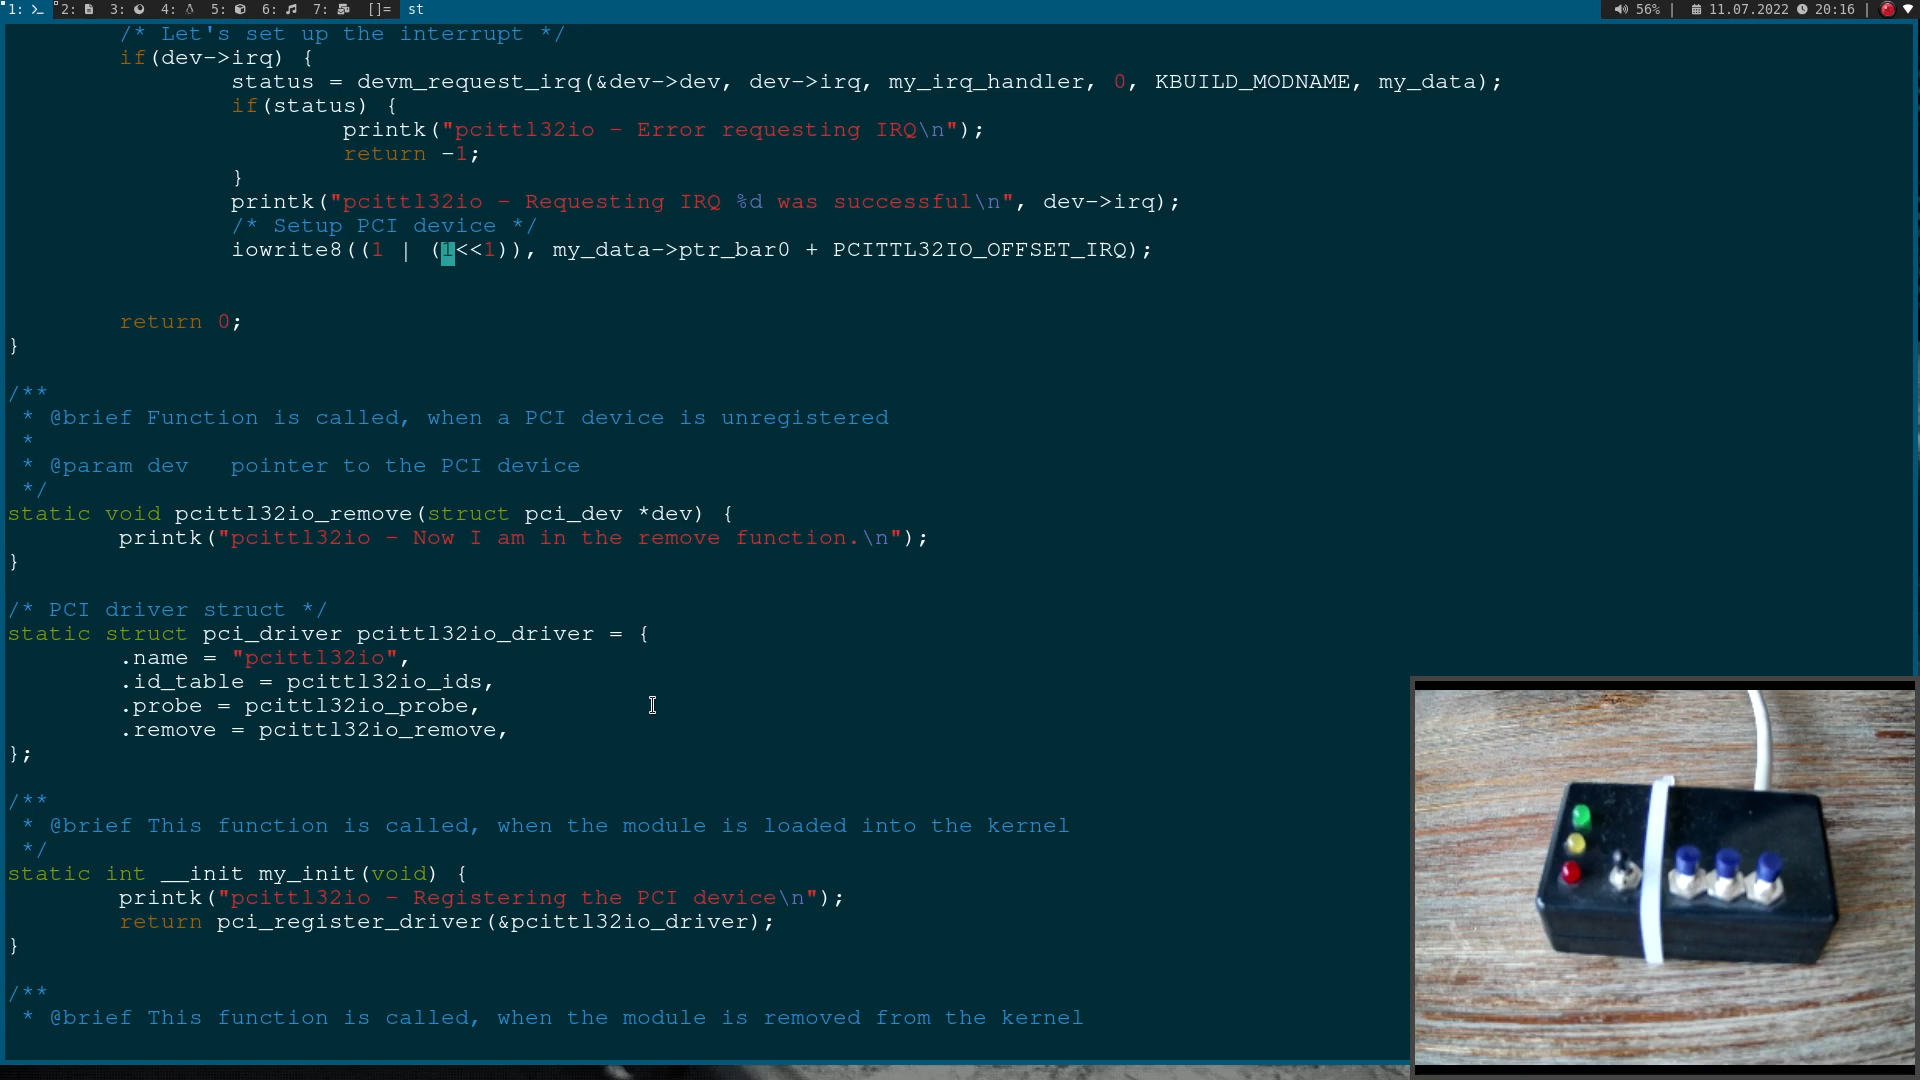 1: 2: 3: 4: 5: 6: 7: []= st 56% | 11.07.2022 20:16 |
/* Let's set up the interrupt */
if(dev->irq) {
status = devm_request_irq(&dev->dev, dev->irq, my_irq_handler, 0, KBUILD_MODNAME, my_data);
if(status) {
printk("pcittl32io - Error requesting IRQ\n");
return -1;
}
printk("pcittl32io - Requesting IRQ %d was successful\n", dev->irq);
/* Setup PCI device */
iowrite8((1 | (1<<1)), my_data->ptr_bar0 + PCITTL32IO_OFFSET_IRQ);
return 0;
}
/**
* @brief Function is called, when a PCI device is unregistered
*
* @param dev   pointer to the PCI device
*/
static void pcittl32io_remove(struct pci_dev *dev) {
printk("pcittl32io - Now I am in the remove function.\n");
}
/* PCI driver struct */
static struct pci_driver pcittl32io_driver = {
.name = "pcittl32io",
.id_table = pcittl32io_ids,
.probe = pcittl32io_probe,
.remove = pcittl32io_remove,
};
/**
* @brief This function is called, when the module is loaded into the kernel
*/
static int __init my_init(void) {
printk("pcittl32io - Registering the PCI device\n");
return pci_register_driver(&pcittl32io_driver);
}
/**
* @brief This function is called, when the module is removed from the kernel